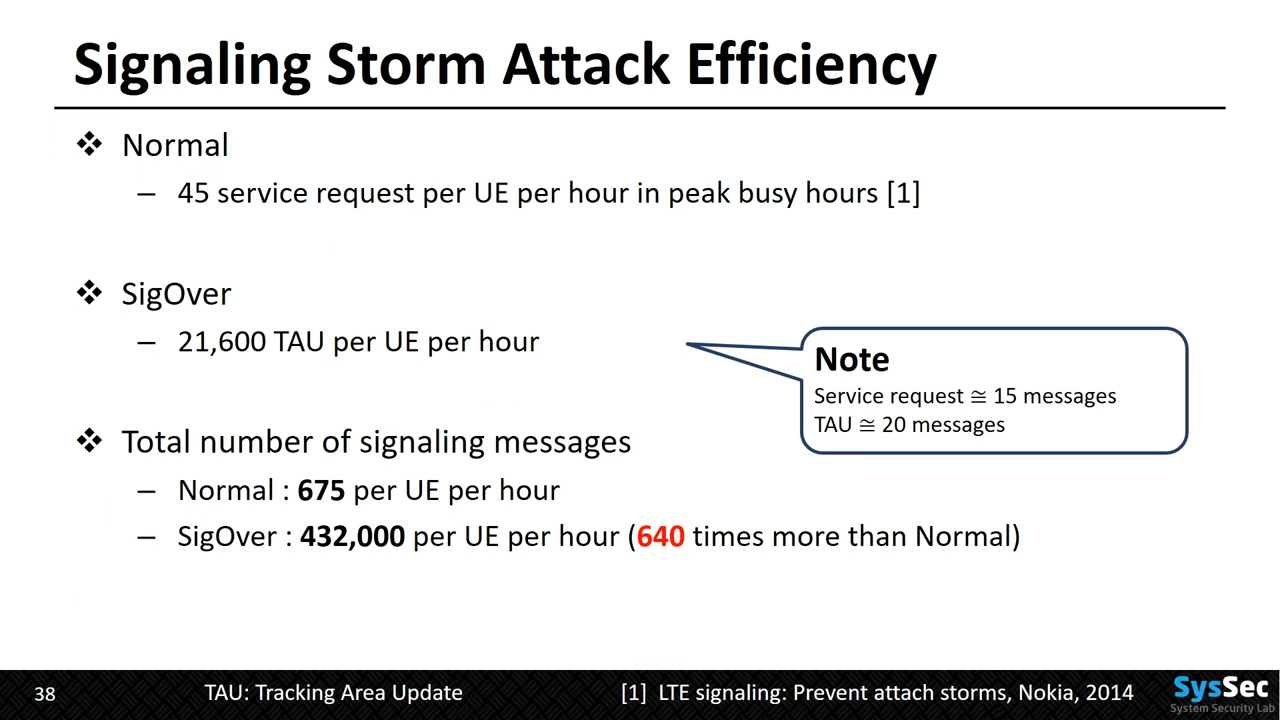 Signaling Storm Attack Efficiency
❖ Normal
– 45 service request per UE per hour in peak busy hours [1]
❖ SigOver
– 21,600 TAU per UE per hour
Note
Service request ≅ 15 messages
TAU ≅ 20 messages
❖ Total number of signaling messages
– Normal : 675 per UE per hour
– SigOver : 432,000 per UE per hour (640 times more than Normal)
38
TAU: Tracking Area Update
[1] LTE signaling: Prevent attach storms, Nokia, 2014
SysSec
System Security Lab